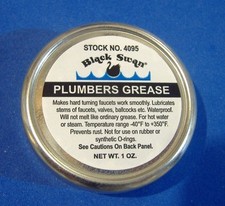 STOCK NO. 4095
Black Swan
PLUMBERS GREASE
Makes hard turning faucets work smoothly. Lubricates
stems of faucets, valves, ballcocks etc. Waterproof.
Will not melt like ordinary grease. For hot water
or steam. Temperature range -40°F to +350°F.
Prevents rust. Not for use on rubber or
synthetic O-rings.
See Cautions On Back Panel.
NET WT. 1 OZ.